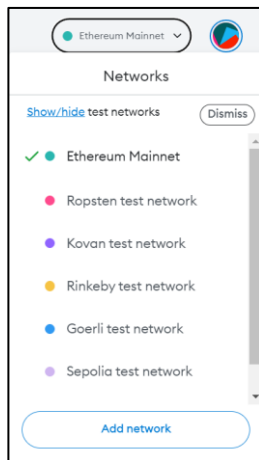 Ethereum Mainnet
Networks
Show/hide test networks Dismiss
Ethereum Mainnet
Ropsten test network
Kovan test network
Rinkeby test network
Goerli test network
Sepolia test network
Add network